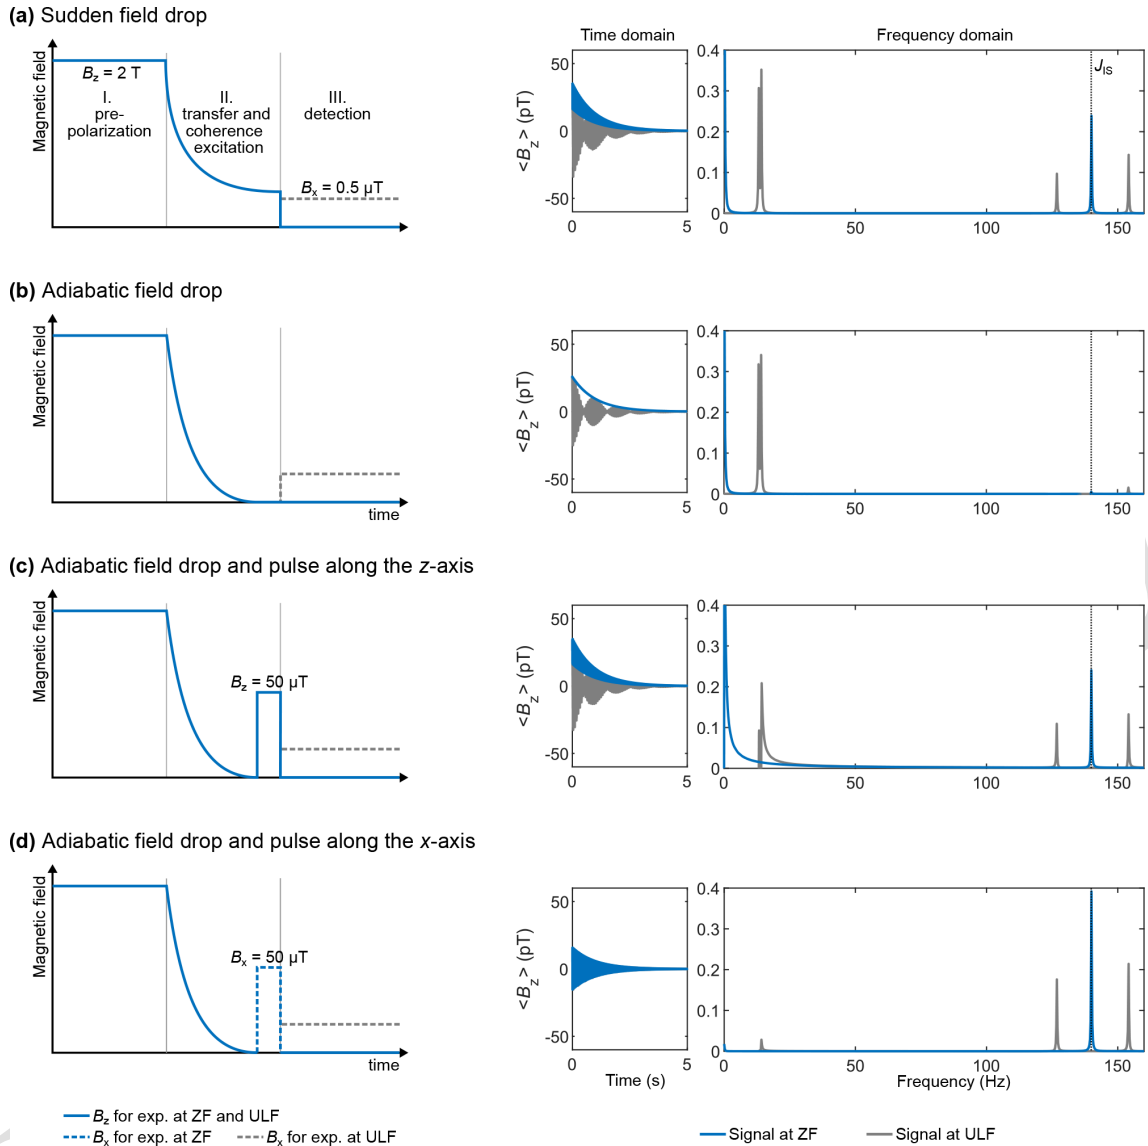 (a) Sudden field drop
Magnetic field
Bz = 2 T
I.
pre-
polarization
II.
transfer and
coherence
excitation
III.
detection
Bx = 0.5 µT
Time domain
<Bz> (pT)
50
0
-50
0
5
Frequency domain
0.4
0.3
0.2
0.1
0
JIS
0
50
100
150
(b) Adiabatic field drop
Magnetic field
time
<Bz> (pT)
50
0
-50
0
5
0.4
0.3
0.2
0.1
0
0
50
100
150
(c) Adiabatic field drop and pulse along the z-axis
Magnetic field
Bz = 50 µT
<Bz> (pT)
50
0
-50
0
5
0.4
0.3
0.2
0.1
0
0
50
100
150
(d) Adiabatic field drop and pulse along the x-axis
Magnetic field
Bx = 50 µT
time
<Bz> (pT)
50
0
-50
0
5
Time (s)
0.4
0.3
0.2
0.1
0
0
50
100
150
Frequency (Hz)
Bz for exp. at ZF and ULF
Bx for exp. at ZF
Bx for exp. at ULF
Signal at ZF
Signal at ULF